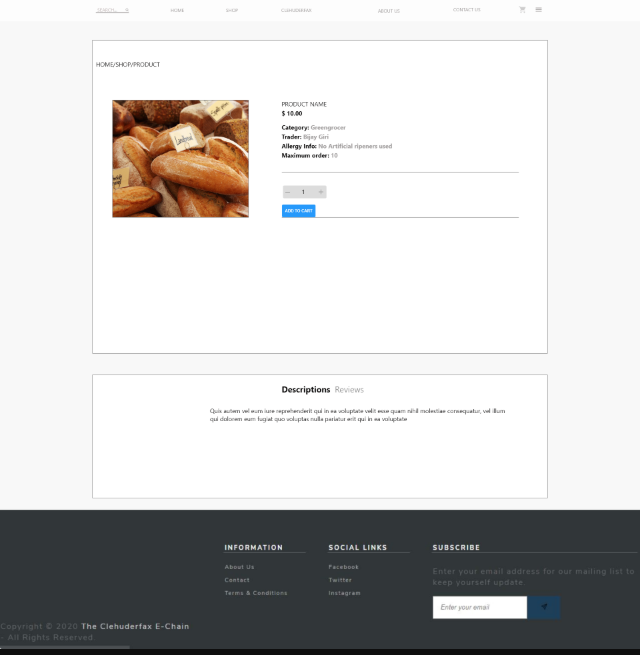 SEARCH...
HOME
SHOP
CLEHUDERFAX
ABOUT US
CONTACT US
HOME/SHOP/PRODUCT
PRODUCT NAME
$ 10.00
Category: Greengrocer
Trader: Bijay Giri
Allergy Info: No Artificial ripeners used
Maximum order: 10
1
ADD TO CART
Descriptions Reviews
Quis autem vel eum iure reprehenderit qui in ea voluptate velit esse quam nihil molestiae consequatur, vel illum
qui dolorem eum fugiat quo voluptas nulla pariatur erit qui in ea voluptate
INFORMATION
About Us
Contact
Terms & Conditions
SOCIAL LINKS
Facebook
Twitter
Instagram
SUBSCRIBE
Enter your email address for our mailing list to
keep yourself update.
Enter your email
Copyright © 2020 The Clehuderfax E-Chain
- All Rights Reserved.